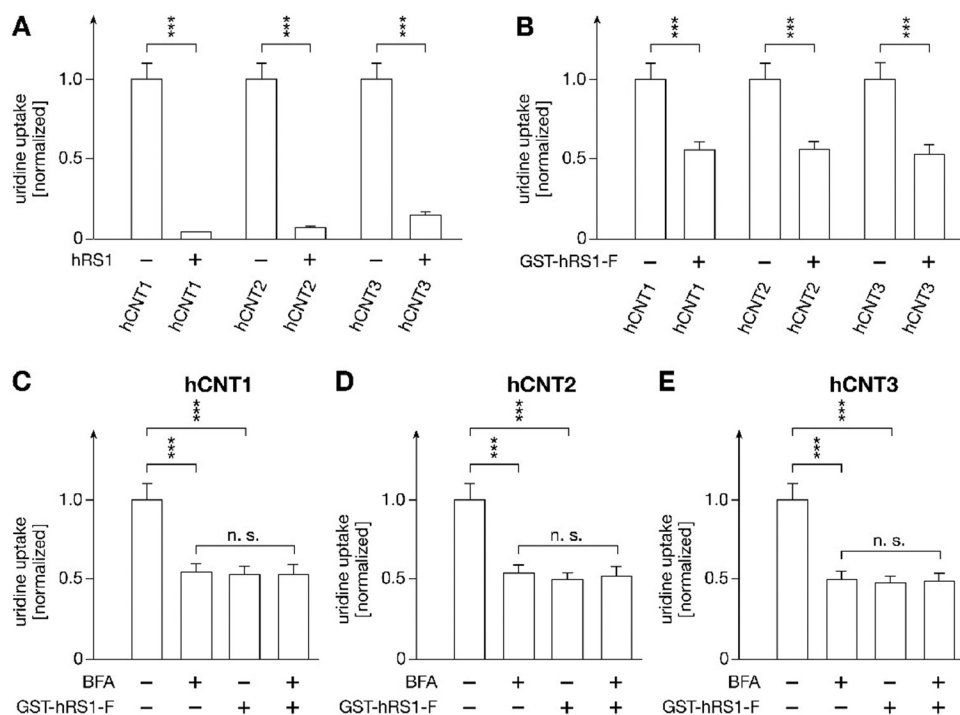 A
***
***
***
uridine uptake
[normalized]
1.0
0.5
0
hRS1
− + − + − +
hCNT1 hCNT1 hCNT2 hCNT2 hCNT3 hCNT3
B
***
***
***
uridine uptake
[normalized]
1.0
0.5
0
GST-hRS1-F
− + − + − +
hCNT1 hCNT1 hCNT2 hCNT2 hCNT3 hCNT3
C
hCNT1
***
***
n. s.
uridine uptake
[normalized]
1.0
0.5
0
BFA − + − +
GST-hRS1-F − − + +
D
hCNT2
***
***
n. s.
uridine uptake
[normalized]
1.0
0.5
0
− + − +
− − + +
E
hCNT3
***
***
n. s.
uridine uptake
[normalized]
1.0
0.5
0
BFA − + − +
GST-hRS1-F − − + +